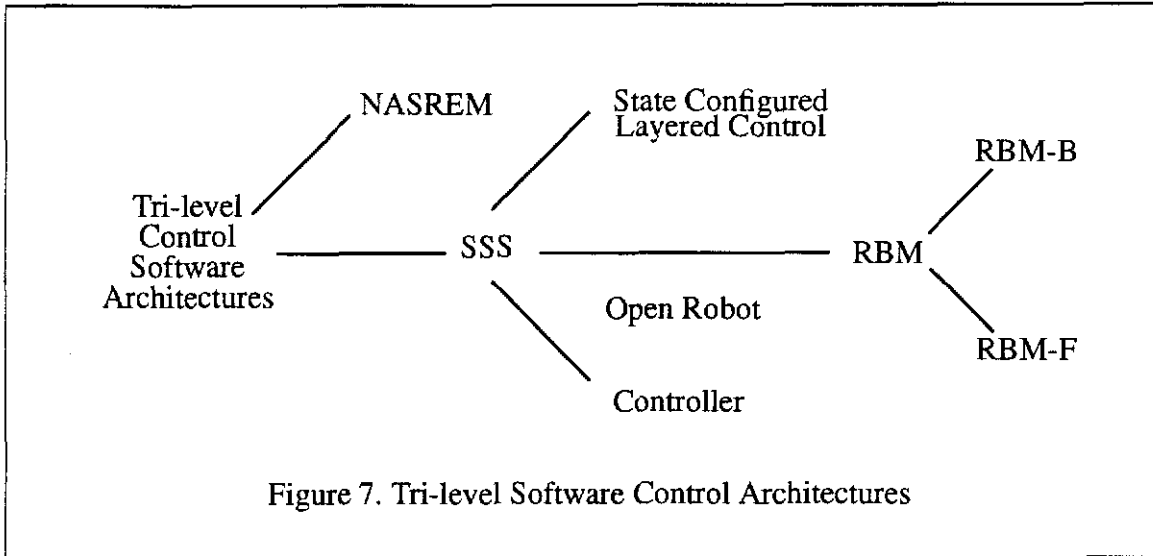 NASREM
State Configured
Layered Control
RBM-B
Tri-level
Control
Software
Architectures
SSS
RBM
Open Robot
RBM-F
Controller
Figure 7. Tri-level Software Control Architectures